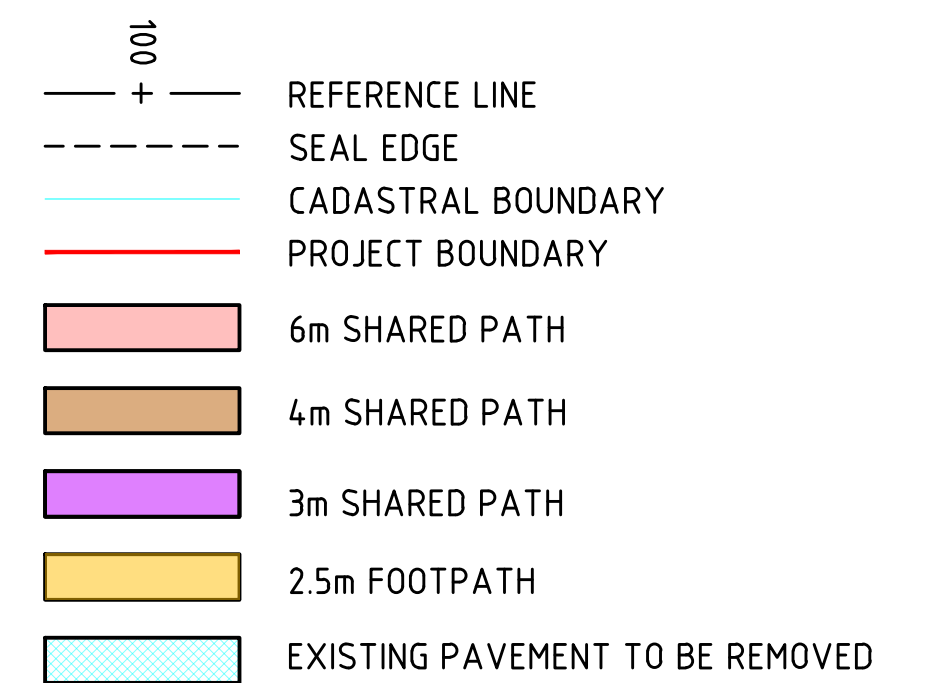 100
REFERENCE LINE
SEAL EDGE
CADASTRAL BOUNDARY
PROJECT BOUNDARY
6m SHARED PATH
4m SHARED PATH
3m SHARED PATH
2.5m FOOTPATH
EXISTING PAVEMENT TO BE REMOVED